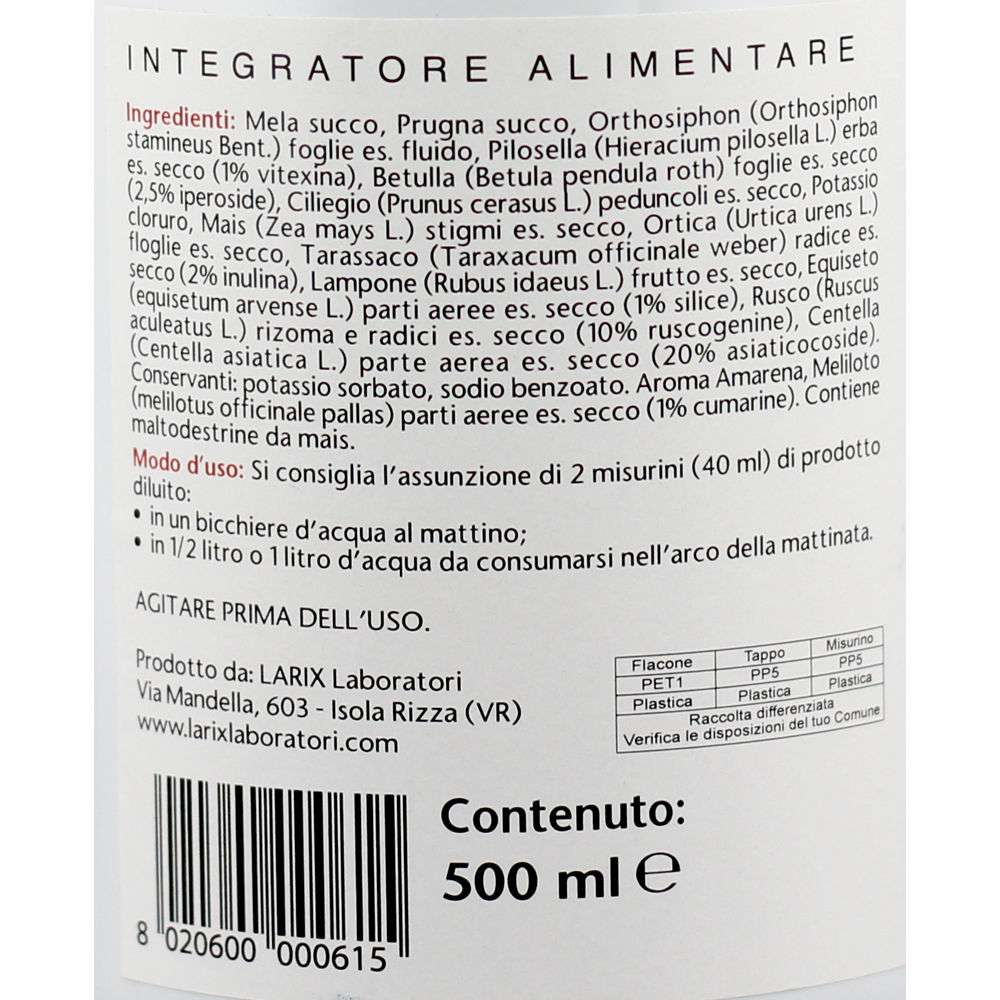 INTEGRATORE ALIMENTARE
Ingredienti: Mela succo, Prugna succo, Orthosiphon (Orthosiphon
stamineus Bent.) foglie es. fluido, Pilosella (Hieracium pilosella L.) erba
es. secco (1% vitexina), Betulla (Betula pendula roth) foglie es. secco
(2,5% iperoside), Ciliegio (Prunus cerasus L.) peduncoli es. secco, Potassio
cloruro, Mais (Zea mays L.) stigmi es. secco, Ortica (Urtica urens L.)
floglie es. secco, Tarassaco (Taraxacum officinale weber) radice es.
secco (2% inulina), Lampone (Rubus idaeus L.) frutto es. secco, Equiseto
(equisetum arvense L.) parti aeree es. secco (1% silice), Rusco (Ruscus
aculeatus L.) rizoma e radici es. secco (10% ruscogenine), Centella
(Centella asiatica L.) parte aerea es. secco (20% asiaticocoside).
Conservanti: potassio sorbato, sodio benzoato. Aroma Amarena, Meliloto
(melilotus officinale pallas) parti aeree es. secco (1% cumarine). Contiene
maltodestrine da mais.
Modo d'uso: Si consiglia l'assunzione di 2 misurini (40 ml) di prodotto
diluito:
• in un bicchiere d'acqua al mattino;
• in 1/2 litro o 1 litro d'acqua da consumarsi nell'arco della mattinata.
AGITARE PRIMA DELL'USO.
Prodotto da: LARIX Laboratori
Via Mandella, 603 - Isola Rizza (VR)
www.larixlaboratori.com
Flacone Tappo Misurino
PET1 PP5 PP5
Plastica Plastica Plastica
Raccolta differenziata
Verifica le disposizioni del tuo Comune
Contenuto:
500 ml e
8 020600 000615